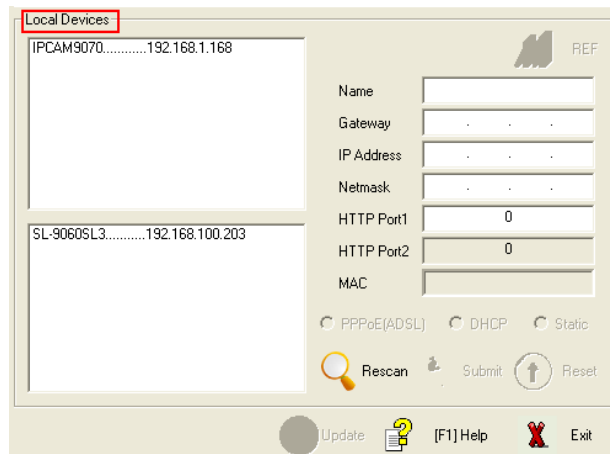 Local Devices
IPCAM9070...........192.168.1.168
REF
Name
Gateway . . .
IP Address . . .
Netmask . . .
HTTP Port1 0
SL-9060SL3...........192.168.100.203
HTTP Port2 0
MAC
PPPoE(ADSL) DHCP Static
Rescan Submit Reset
Update [F1] Help Exit